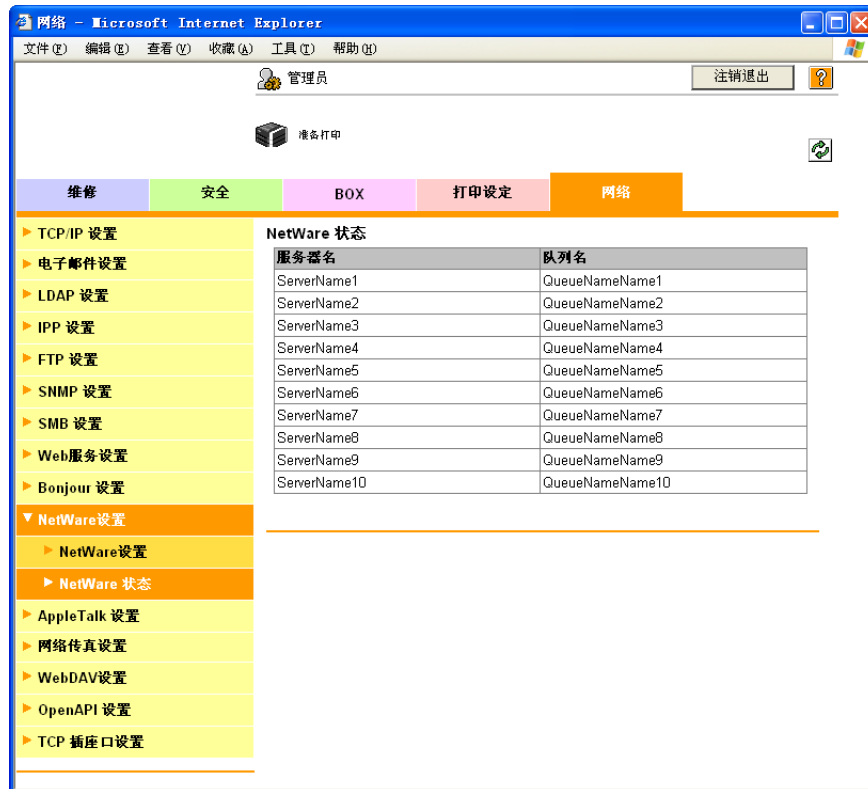 网络 - Microsoft Internet Explorer
文件(F) 编辑(E) 查看(V) 收藏(A) 工具(T) 帮助(H)
管理员
注销退出
?
准备打印
维修 安全 BOX 打印设定 网络
TCP/IP 设置
电子邮件设置
LDAP 设置
IPP 设置
FTP 设置
SNMP 设置
SMB 设置
Web服务设置
Bonjour 设置
NetWare设置
NetWare设置
NetWare 状态
AppleTalk 设置
网络传真设置
WebDAV设置
OpenAPI 设置
TCP 插座口设置
NetWare 状态
服务器名 队列名
ServerName1 QueueNameName1
ServerName2 QueueNameName2
ServerName3 QueueNameName3
ServerName4 QueueNameName4
ServerName5 QueueNameName5
ServerName6 QueueNameName6
ServerName7 QueueNameName7
ServerName8 QueueNameName8
ServerName9 QueueNameName9
ServerName10 QueueNameName10